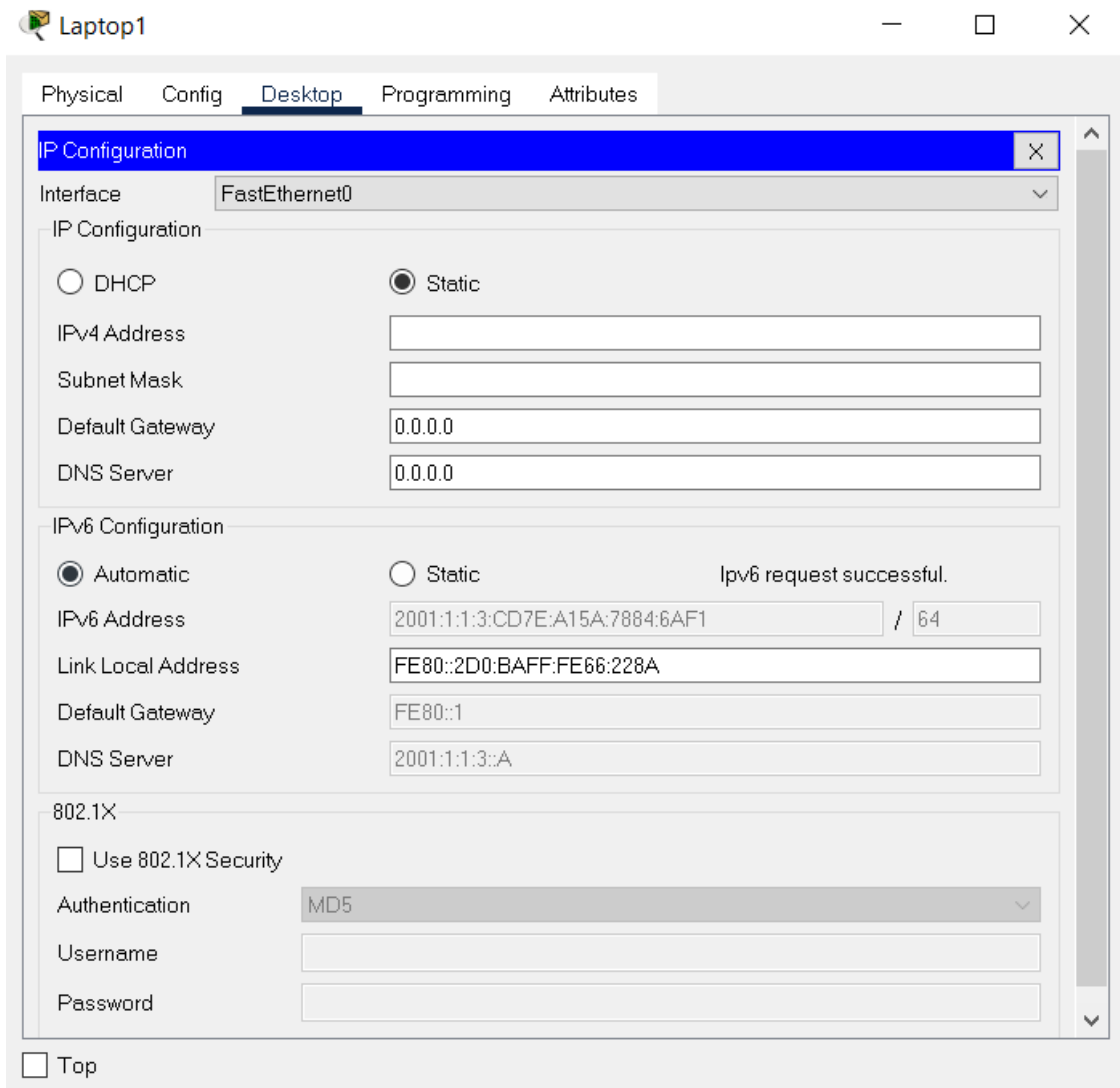 Laptop1
Physical Config Desktop Programming Attributes
IP Configuration X
Interface FastEthernet0
IP Configuration
DHCP Static
IPv4 Address
Subnet Mask
Default Gateway 0.0.0.0
DNS Server 0.0.0.0
IPv6 Configuration
Automatic Static Ipv6 request successful.
IPv6 Address 2001:1:1:3:CD7E:A15A:7884:6AF1 / 64
Link Local Address FE80::2D0:BAFF:FE66:228A
Default Gateway FE80::1
DNS Server 2001:1:1:3::A
802.1X
Use 802.1X Security
Authentication MD5
Username
Password
Top